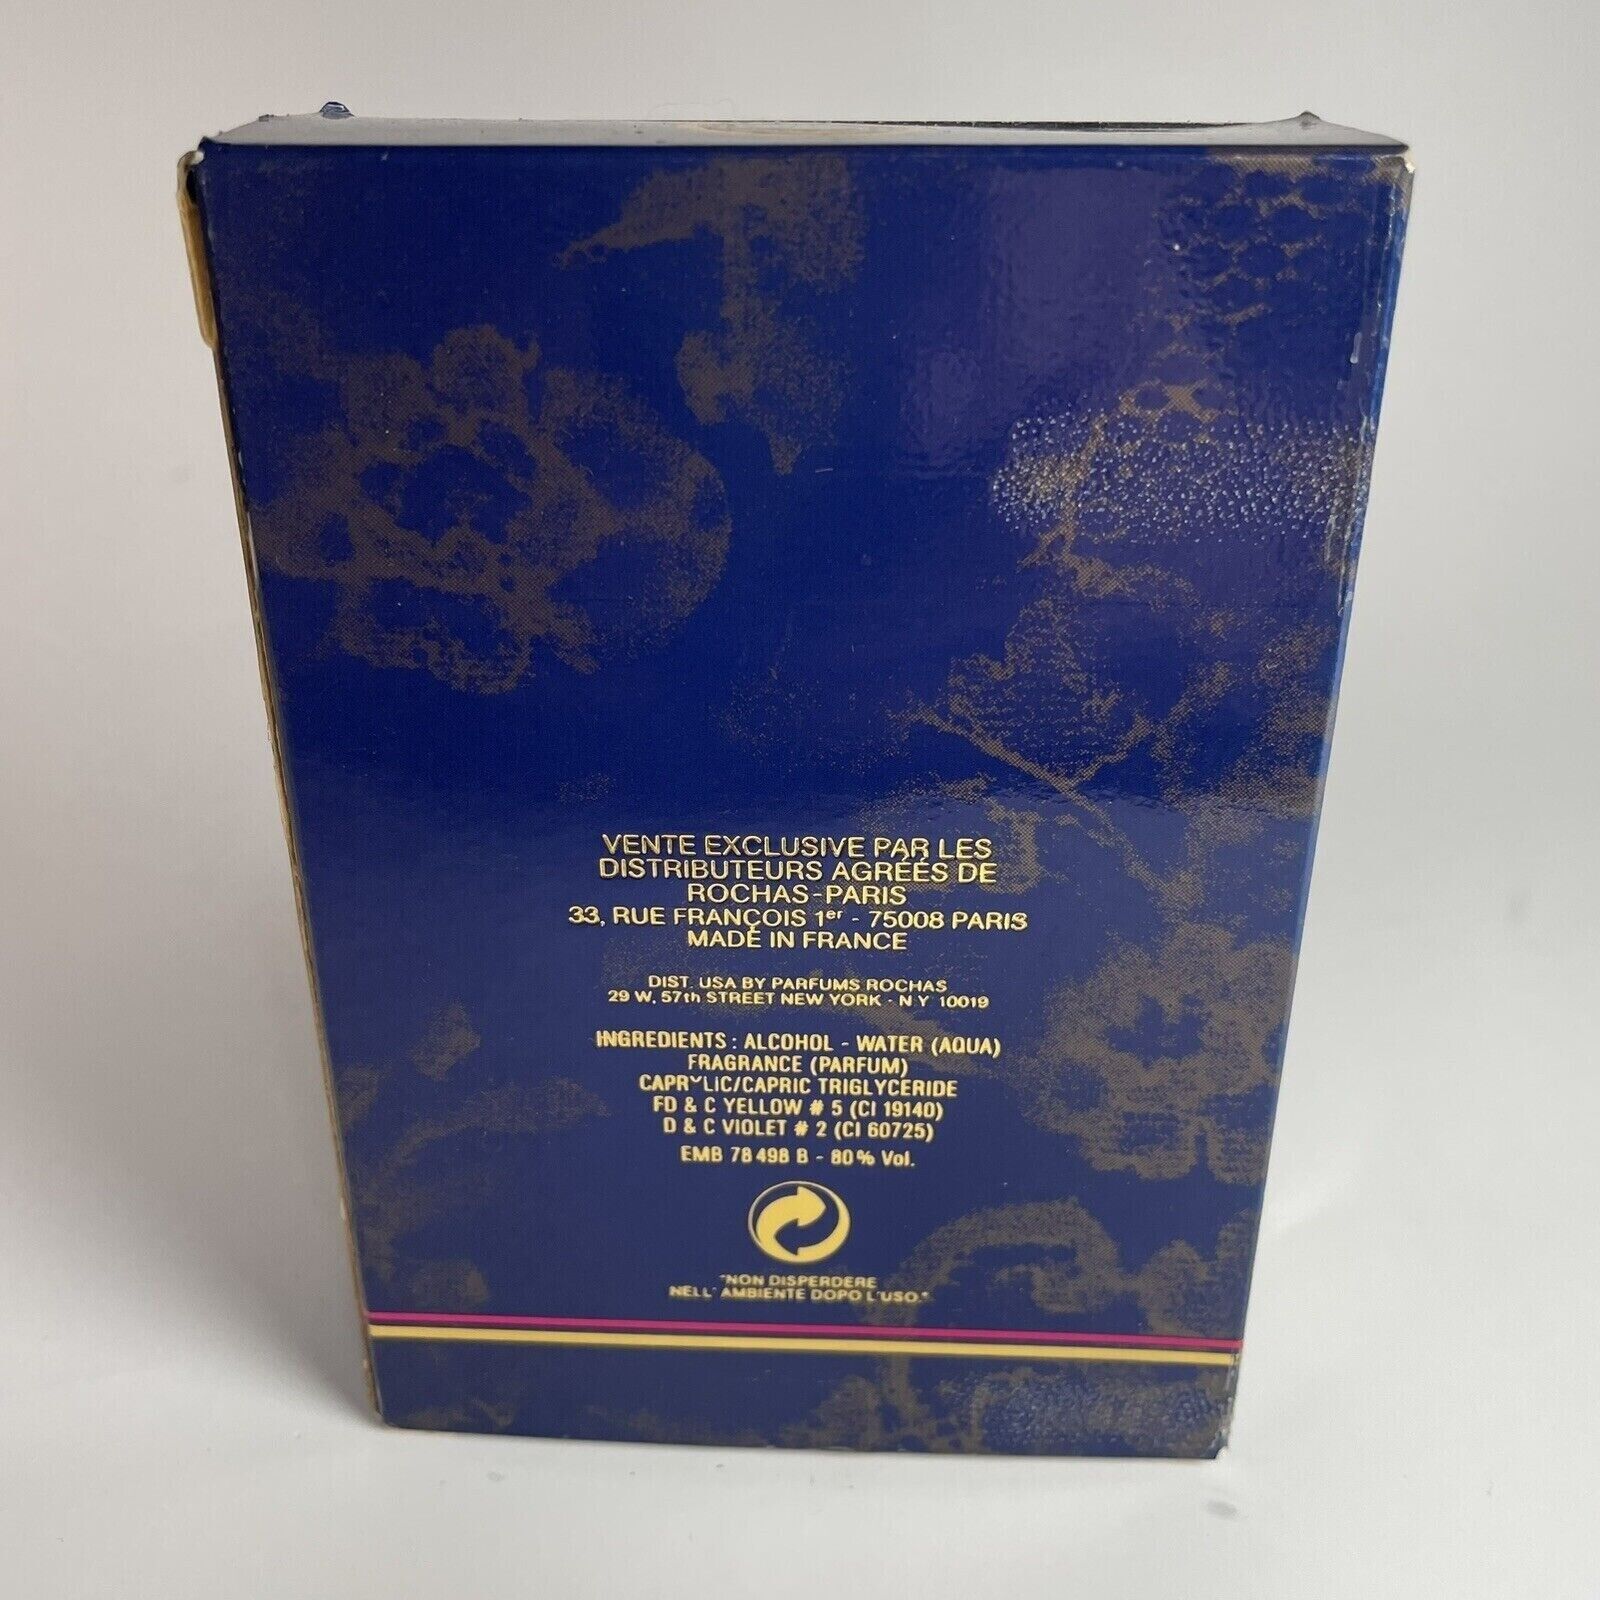 VENTE EXCLUSIVE PAR LES
DISTRIBUTEURS AGRÉÉS DE
ROCHAS-PARIS
33, RUE FRANÇOIS 1er - 75008 PARIS
MADE IN FRANCE
DIST. USA BY PARFUMS ROCHAS
29 W. 57th STREET NEW YORK - N Y 10019
INGREDIENTS : ALCOHOL - WATER (AQUA)
FRAGRANCE (PARFUM)
CAPRYLIC/CAPRIC TRIGLYCERIDE
FD & C YELLOW # 5 (CI 19140)
D & C VIOLET # 2 (CI 60725)
EMB 78 498 B - 80 % Vol.
"NON DISPERDERE
NELL' AMBIENTE DOPO L'USO."